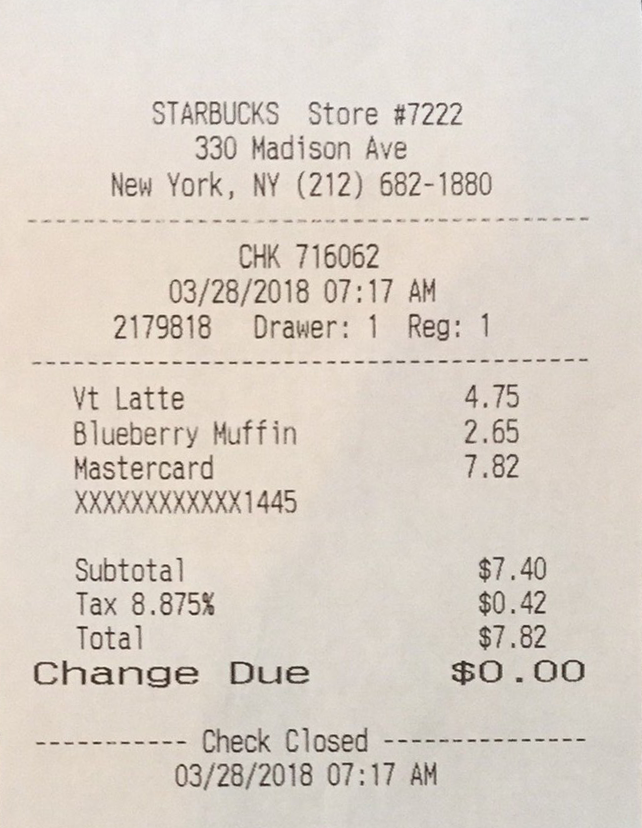 STARBUCKS Store #7222
330 Madison Ave
New York, NY (212) 682-1880
CHK 716062
03/28/2018 07:17 AM
2179818 Drawer: 1 Reg: 1
Vt Latte 4.75
Blueberry Muffin 2.65
Mastercard 7.82
XXXXXXXXXXXX1445
Subtotal $7.40
Tax 8.875% $0.42
Total $7.82
Change Due $0.00
----------- Check Closed --------------
03/28/2018 07:17 AM